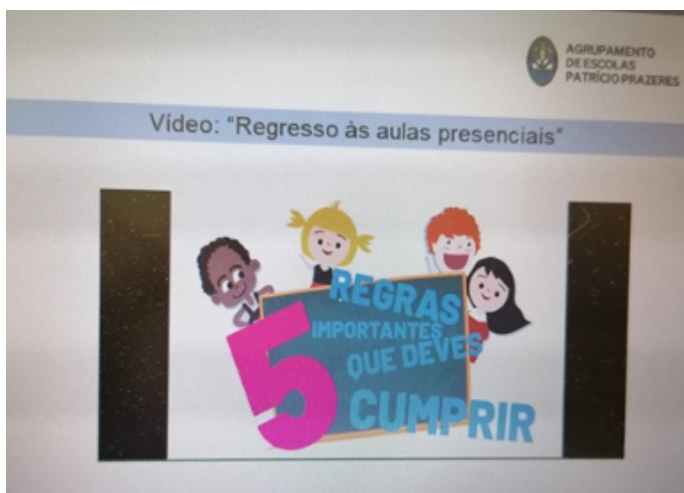 AGRUPAMENTO
DE ESCOLAS
PATRÍCIO PRAZERES
Vídeo: "Regresso às aulas presenciais"
5
REGRAS
IMPORTANTES
QUE DEVES
CUMPRIR